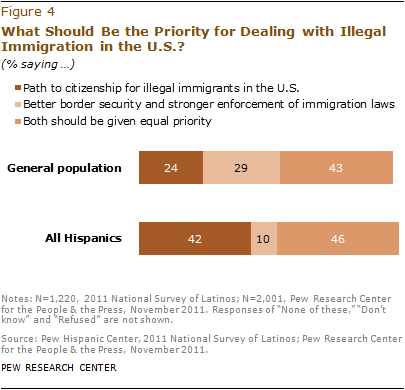 Figure 4
What Should Be the Priority for Dealing with Illegal
Immigration in the U.S.?
(% saying …)
Path to citizenship for illegal immigrants in the U.S.
Better border security and stronger enforcement of immigration laws
Both should be given equal priority
General population 24 29 43
All Hispanics 42 10 46
Notes: N=1,220, 2011 National Survey of Latinos; N=2,001, Pew Research Center
for the People & the Press, November 2011. Responses of "None of these," "Don't
know" and "Refused" are not shown.
Source: Pew Hispanic Center, 2011 National Survey of Latinos; Pew Research Center
for the People & the Press, November 2011.
PEW RESEARCH CENTER